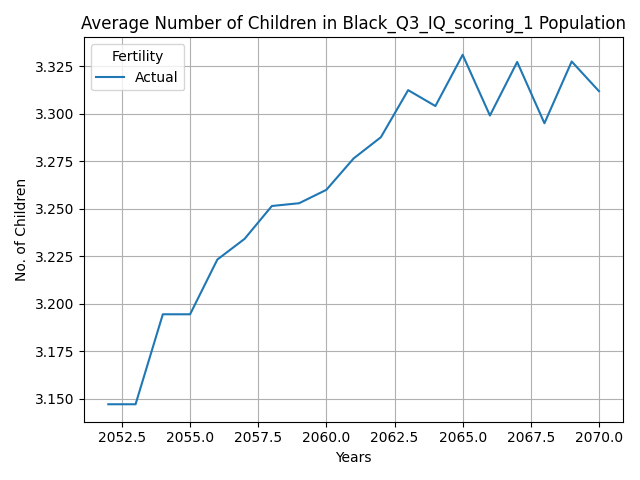 Average Number of Children in Black_Q3_IQ_scoring_1 Population
Fertility
Actual
3.325
3.300
3.275
3.250
3.225
3.200
3.175
3.150
No. of Children
2052.5 2055.0 2057.5 2060.0 2062.5 2065.0 2067.5 2070.0
Years